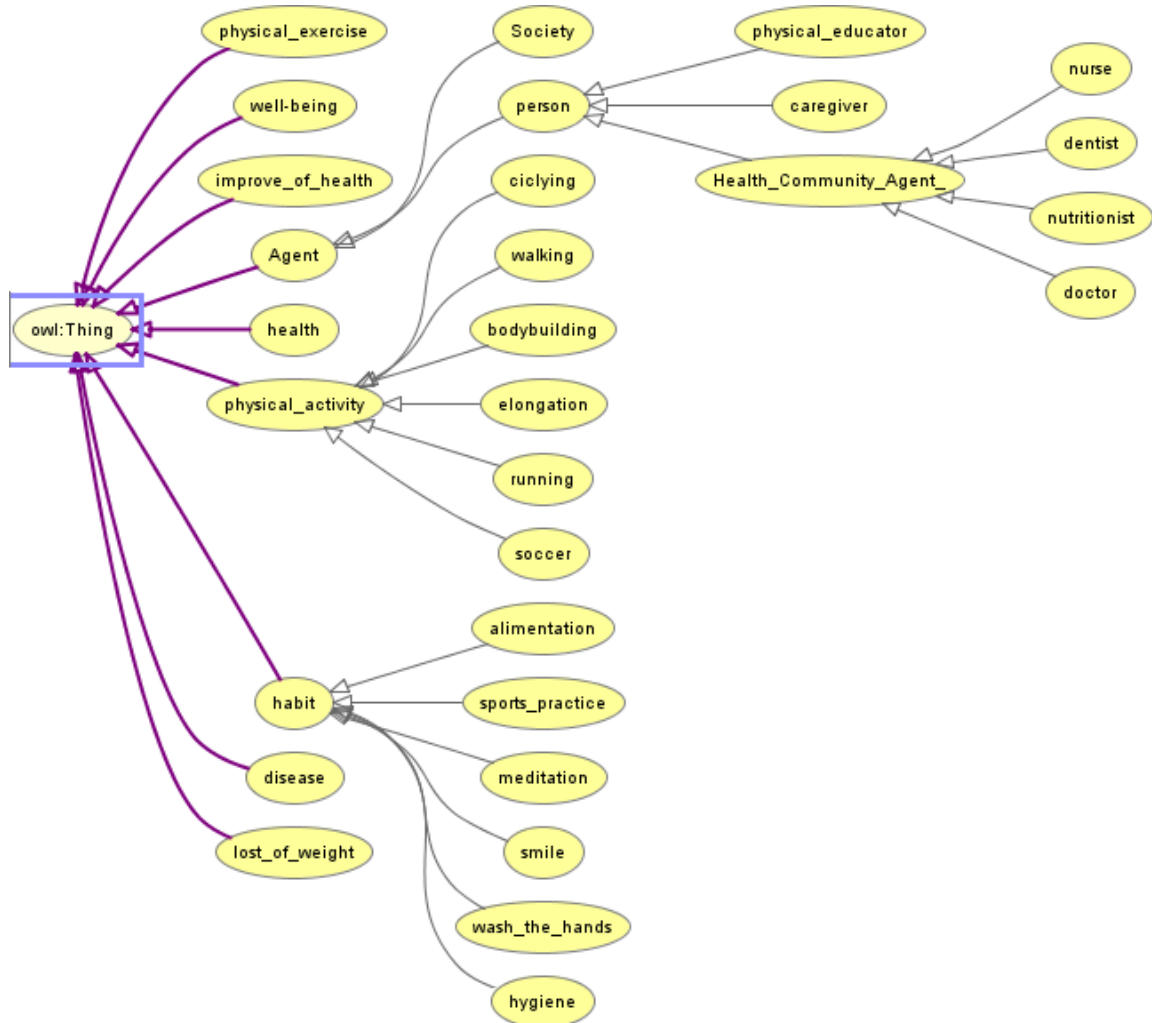 physical_exercise
Society
physical_educator
nurse
well-being
person
caregiver
dentist
improve_of_health
ciclying
Health_Community_Agent_
nutritionist
Agent
walking
doctor
owl:Thing
health
bodybuilding
physical_activity
elongation
running
soccer
alimentation
habit
sports_practice
disease
meditation
lost_of_weight
smile
wash_the_hands
hygiene